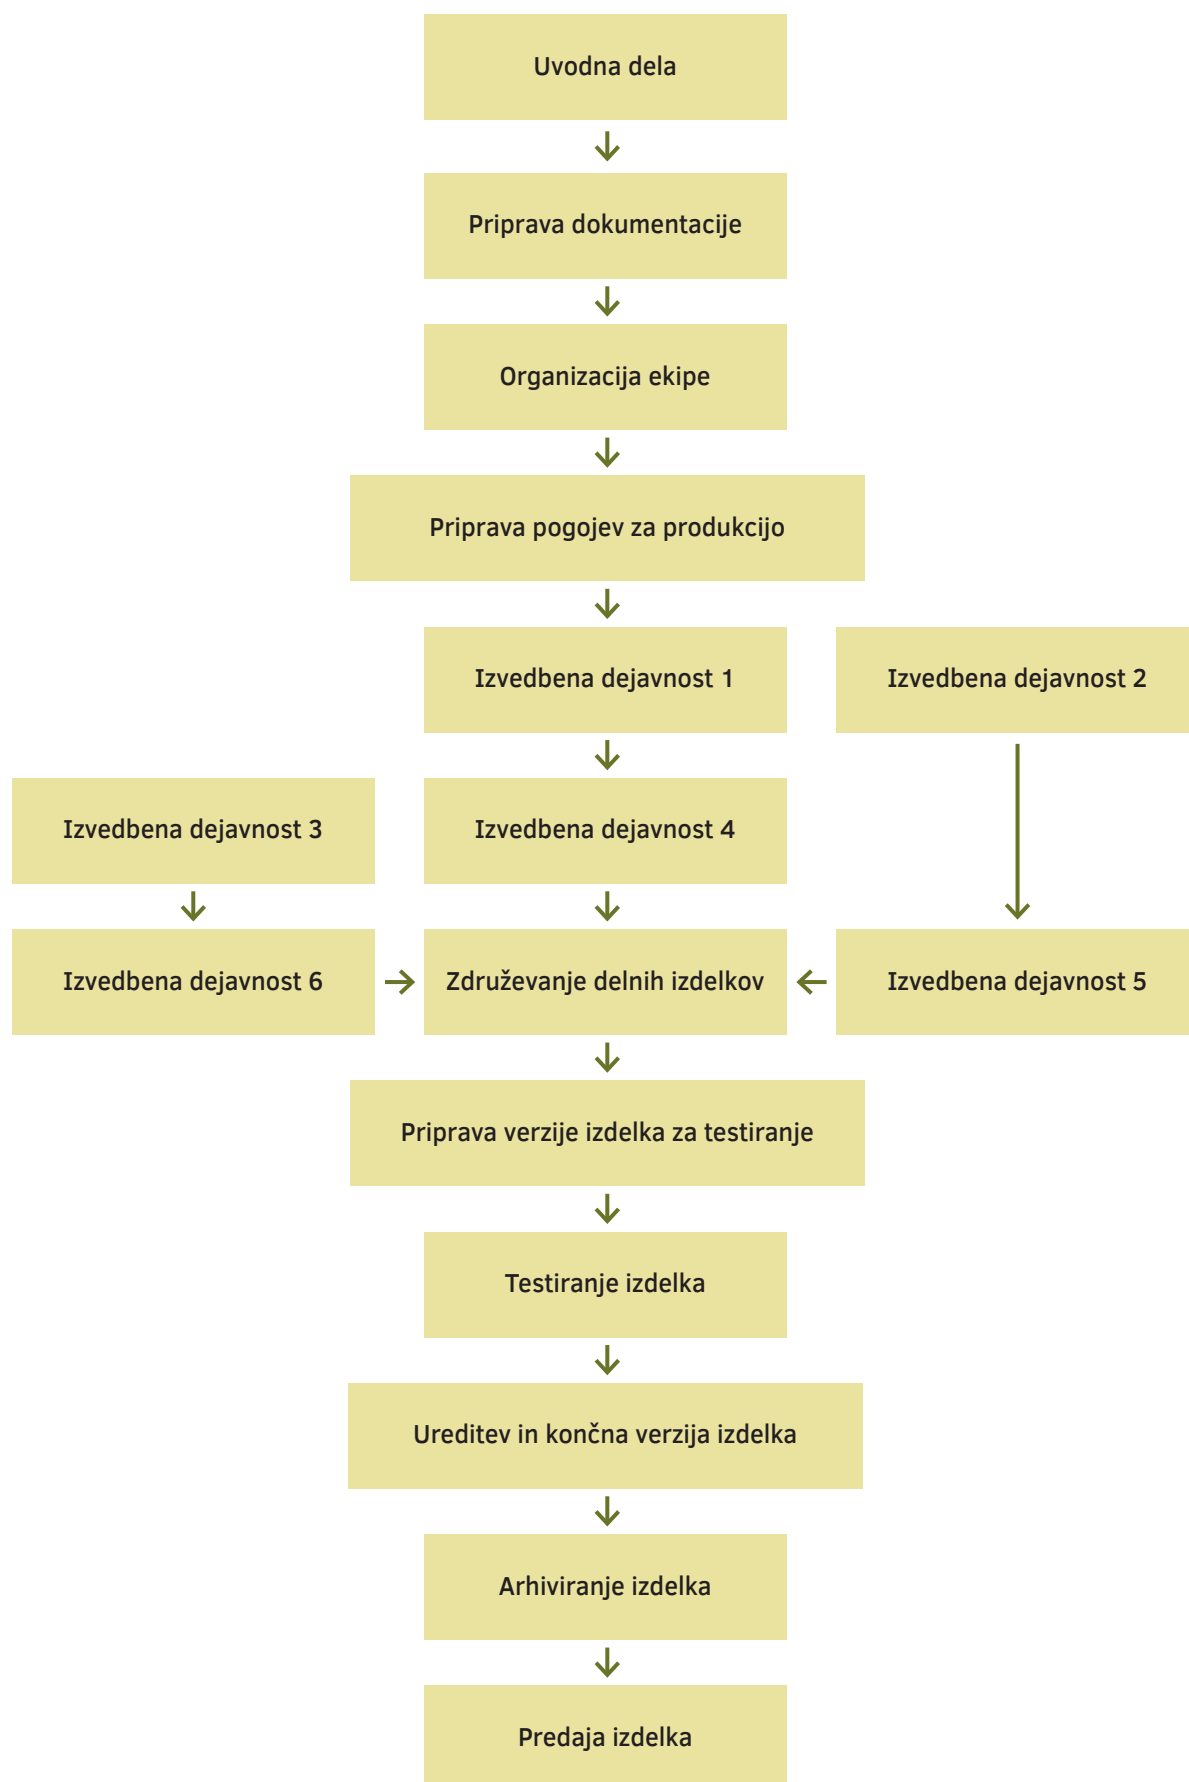 Uvodna dela
Priprava dokumentacije
Organizacija ekipe
Priprava pogojev za produkcijo
Izvedbena dejavnost 1
Izvedbena dejavnost 2
Izvedbena dejavnost 3
Izvedbena dejavnost 4
Izvedbena dejavnost 6
Združevanje delnih izdelkov
Izvedbena dejavnost 5
Priprava verzije izdelka za testiranje
Testiranje izdelka
Ureditev in končna verzija izdelka
Arhiviranje izdelka
Predaja izdelka